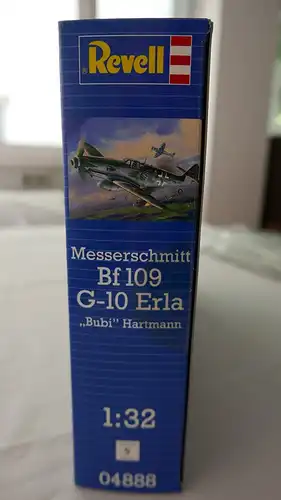 Revell
Messerschmitt
Bf 109
G-10 Erla
„Bubi" Hartmann
1:32
04888